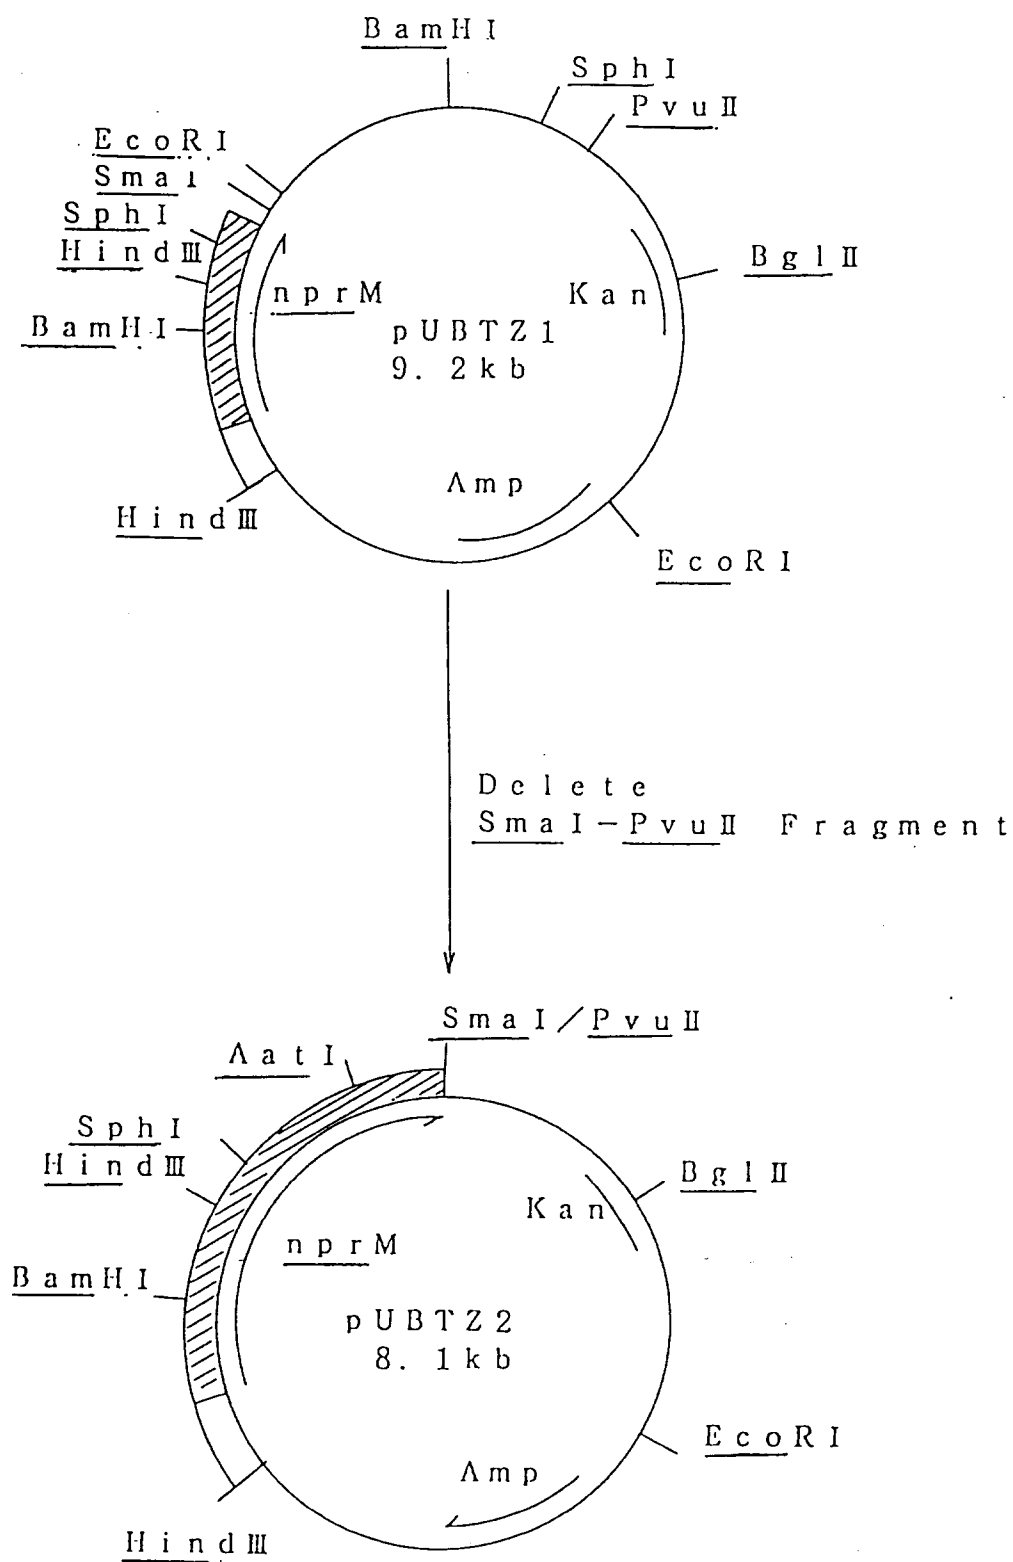 BamHI
SphI
PvuⅡ
EcoRI
SmaI
SphI
HindⅢ
BamHI
nprM
Kan
BglⅡ
pUBTZ1
9.2kb
Amp
HindⅢ
EcoRI
Delete
SmaI-PvuⅡ Fragment
SmaI/PvuⅡ
AatI
SphI
HindⅢ
BglⅡ
Kan
nprM
BamHI
pUBTZ2
8.1kb
EcoRI
Amp
HindⅢ